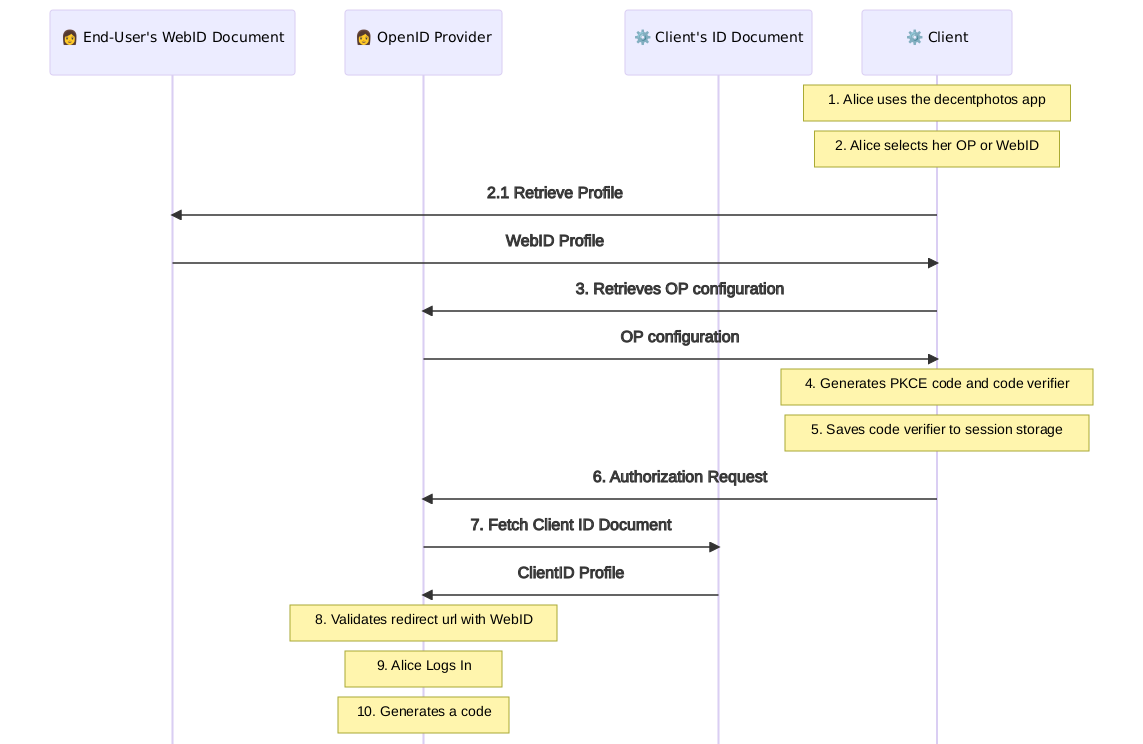 👩 End-User's WebID Document
👩 OpenID Provider
⚙️ Client's ID Document
⚙️ Client
1. Alice uses the decentphotos app
2. Alice selects her OP or WebID
2.1 Retrieve Profile
WebID Profile
3. Retrieves OP configuration
OP configuration
4. Generates PKCE code and code verifier
5. Saves code verifier to session storage
6. Authorization Request
7. Fetch Client ID Document
ClientID Profile
8. Validates redirect url with WebID
9. Alice Logs In
10. Generates a code